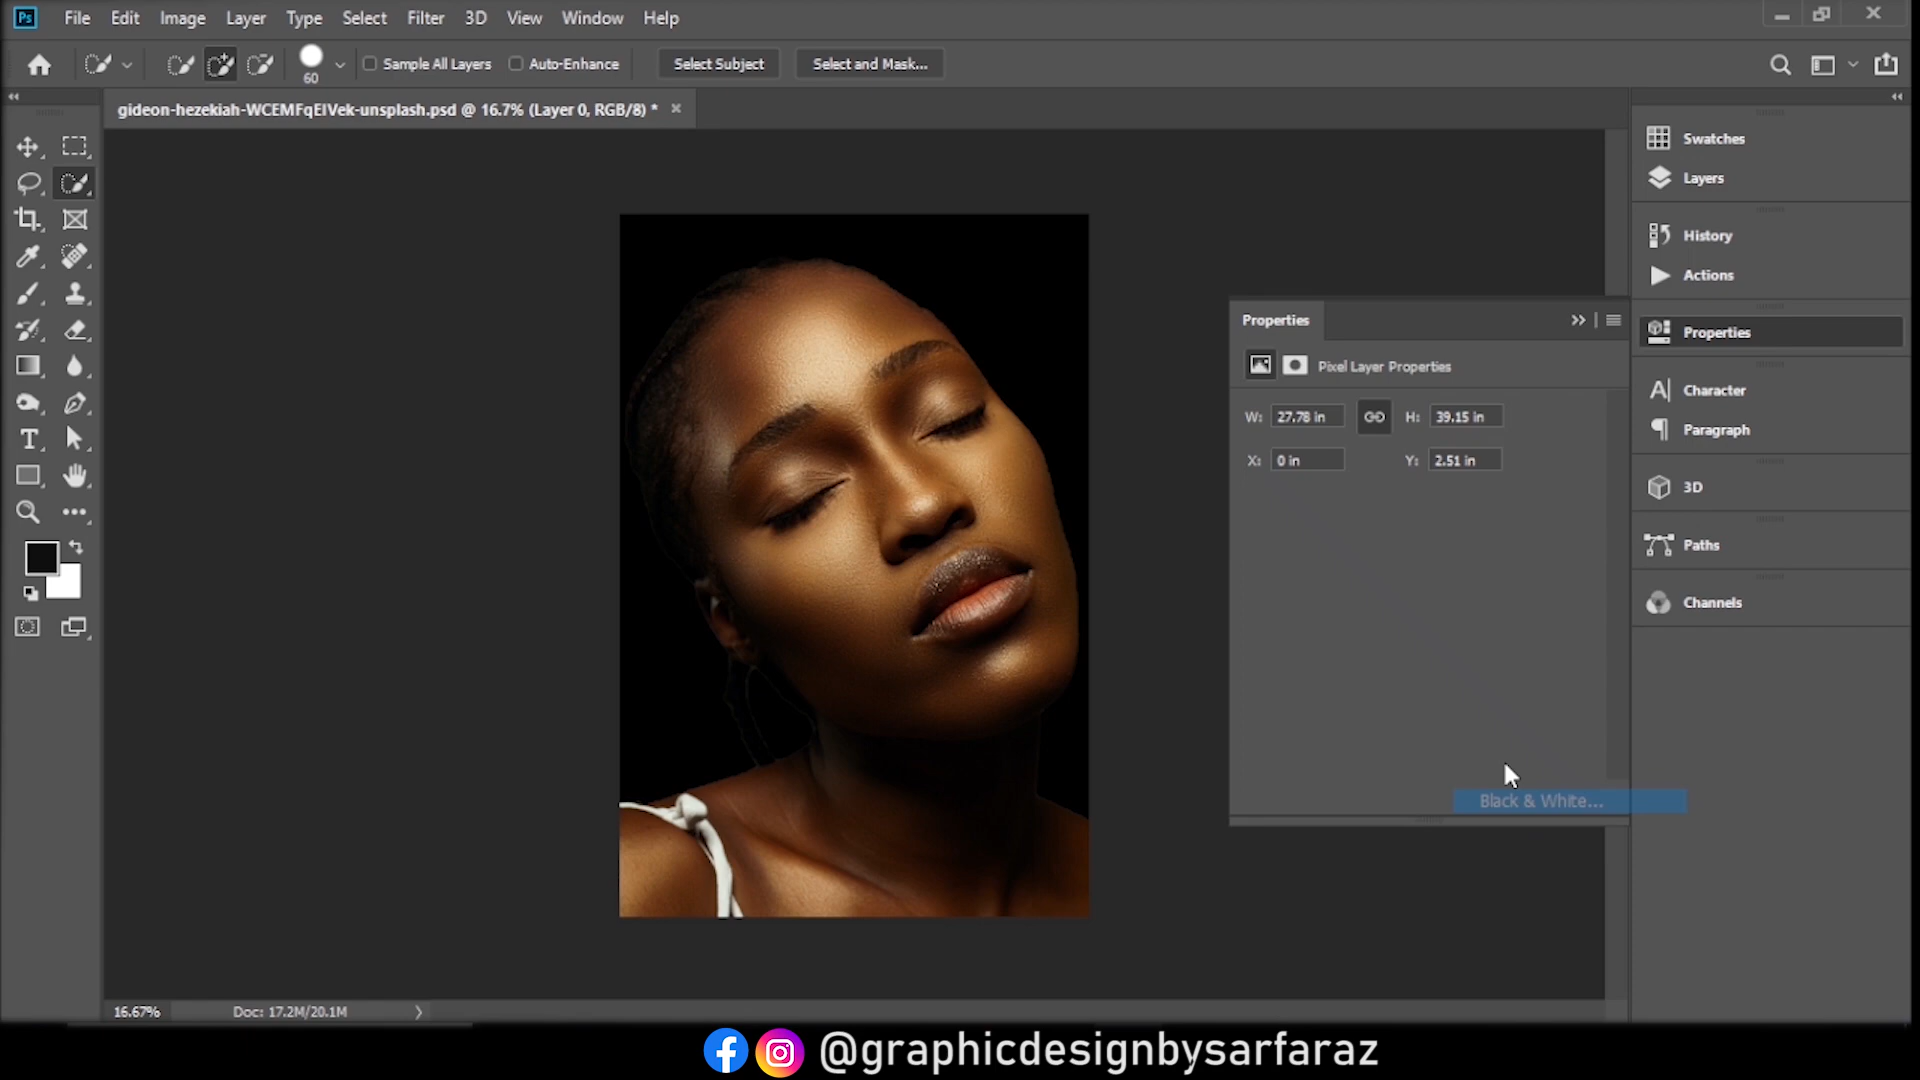 Ps File Edit Image Layer Type Select Filter 3D View Window Help
60 Sample All Layers Auto-Enhance Select Subject Select and Mask...
gideon-hezekiah-WCEMFqEIVek-unsplash.psd @ 16.7% (Layer 0, RGB/8) *
Swatches
Layers
History
Actions
Properties
Character
Paragraph
3D
Paths
Channels
Properties
Pixel Layer Properties
W: 27.78 in H: 39.15 in
X: 0 in Y: 2.51 in
Black & White...
16.67% Doc: 17.2M/20.1M
@graphicdesignbysarfaraz